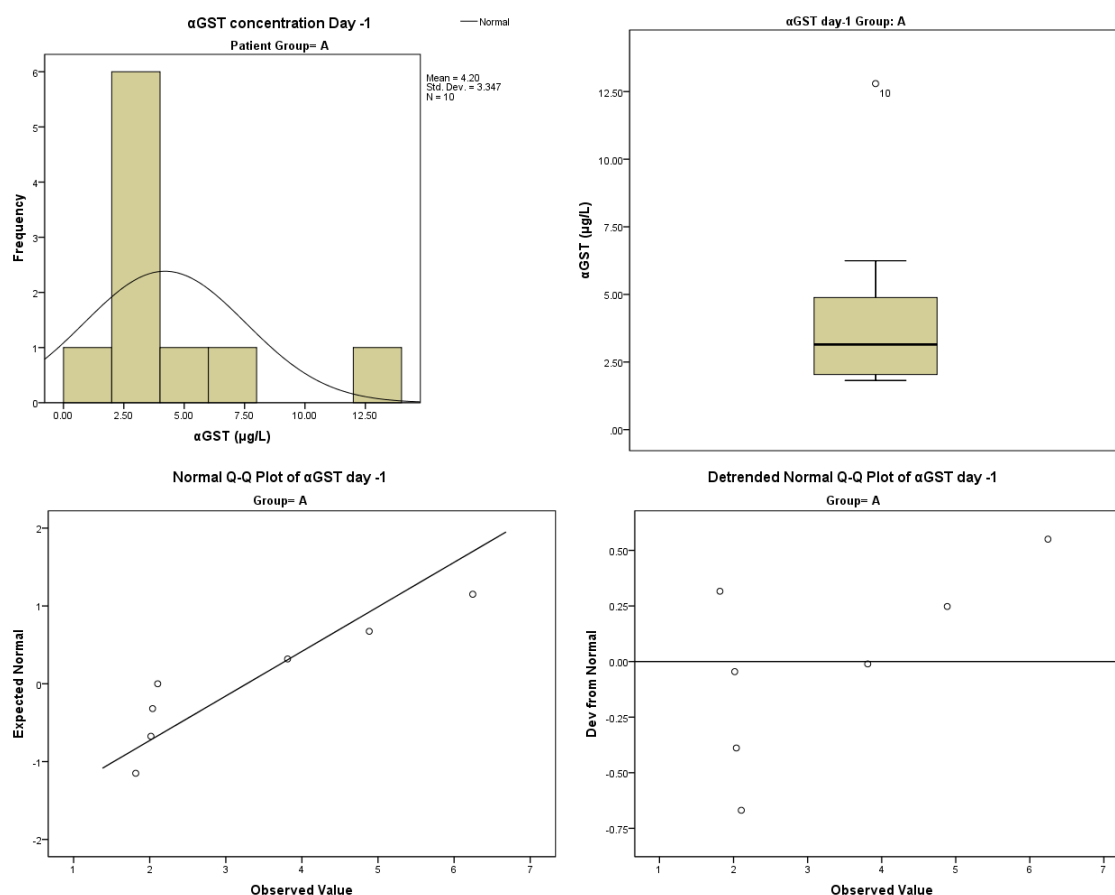 αGST concentration Day -1
Patient Group= A
Normal
Mean = 4.20
Std. Dev. = 3.347
N = 10
Frequency
6
5
4
3
2
1
0
0.00 2.50 5.00 7.50 10.00 12.50
αGST (µg/L)
αGST day-1 Group: A
αGST (µg/L)
12.50
10.00
7.50
5.00
2.50
.00
10
Normal Q-Q Plot of αGST day -1
Group= A
Expected Normal
2
1
0
-1
-2
1 2 3 4 5 6 7
Observed Value
Detrended Normal Q-Q Plot of αGST day -1
Group= A
Dev from Normal
0.50
0.25
0.00
-0.25
-0.50
-0.75
1 2 3 4 5 6 7
Observed Value